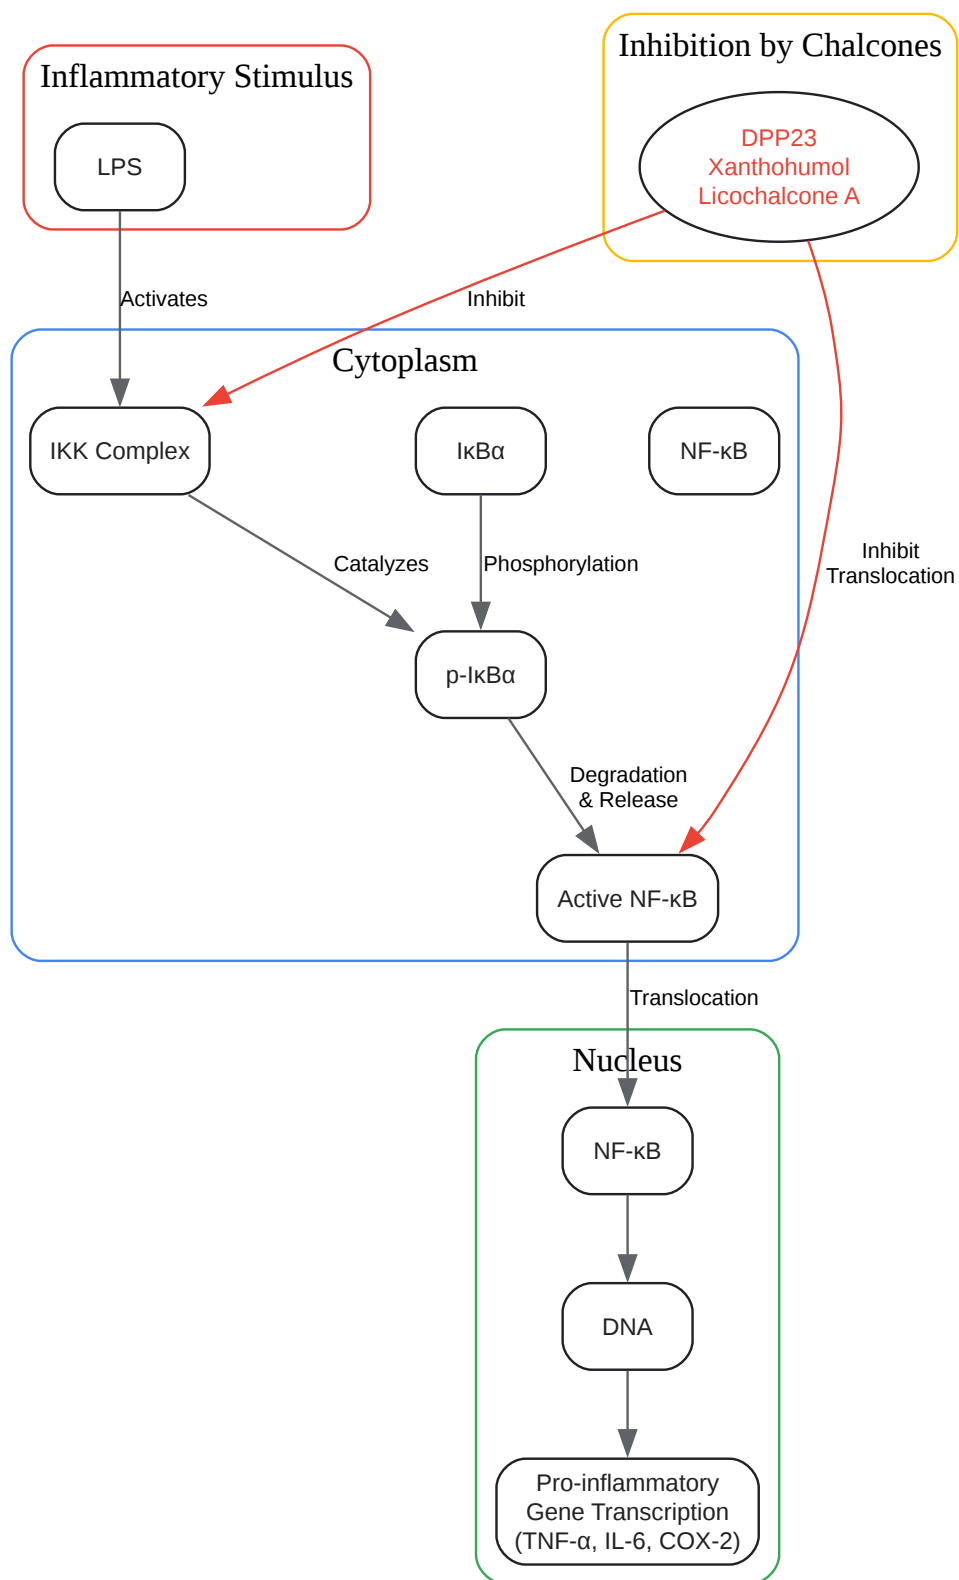 Inflammatory Stimulus
LPS
Inhibition by Chalcones
DPP23
Xanthohumol
Licochalcone A
Activates
Inhibit
Cytoplasm
IKK Complex
IκBα
NF-κB
Catalyzes
Phosphorylation
Inhibit
Translocation
p-IκBα
Degradation
& Release
Active NF-κB
Translocation
Nucleus
NF-κB
DNA
Pro-inflammatory
Gene Transcription
(TNF-α, IL-6, COX-2)